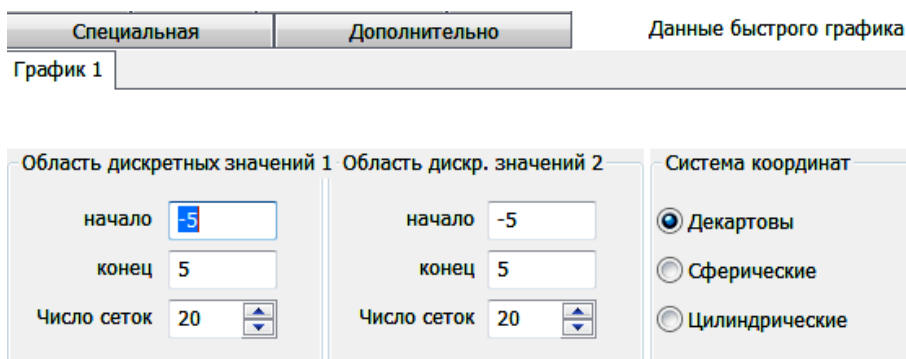 Специальная Дополнительно Данные быстрого графика
График 1
Область дискретных значений 1 Область дискр. значений 2 Система координат
начало -5 начало -5 Декартовы
конец 5 конец 5 Сферические
Число сеток 20 Число сеток 20 Цилиндрические